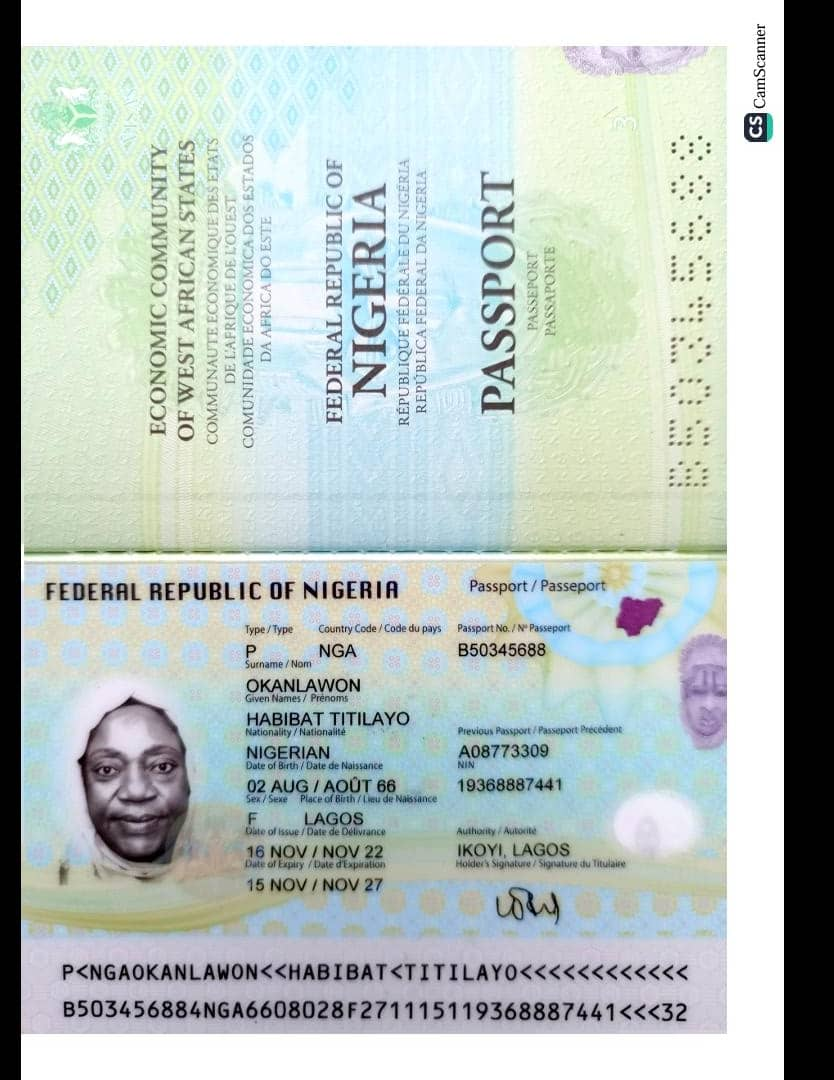 CS CamScanner
ECONOMIC COMMUNITY
OF WEST AFRICAN STATES
COMMUNAUTE ECONOMIQUE DES ETATS
DE L'AFRIQUE DE L'OUEST
COMUNIDADE ECONOMICA DOS ESTADOS
DA AFRICA DO ESTE
FEDERAL REPUBLIC OF
NIGERIA
RÉPUBLIQUE FÉDÉRALE DU NIGÉRIA
REPÚBLICA FEDERAL DA NIGERIA
PASSPORT
PASSEPORT
PASSAPORTE
3
B50345688
FEDERAL REPUBLIC OF NIGERIA
Passport / Passeport
Type / Type Country Code / Code du pays Passport No. / Nº Passeport
P NGA B50345688
Surname / Nom
OKANLAWON
Given Names / Prénoms
HABIBAT TITILAYO
Nationality / Nationalité Previous Passport / Passeport Précédent
NIGERIAN A08773309
Date of Birth / Date de Naissance NIN
02 AUG / AOÛT 66 19368887441
Sex / Sexe Place of Birth / Lieu de Naissance
F LAGOS
Date of Issue / Date de Délivrance Authority / Autorité
16 NOV / NOV 22 IKOYI, LAGOS
Date of Expiry / Date d'Expiration Holder's Signature / Signature du Titulaire
15 NOV / NOV 27
P<NGAOKANLAWON<<HABIBAT<TITILAYO<<<<<<<<<<<<
B503456884NGA6608028F271115119368887441<<<32